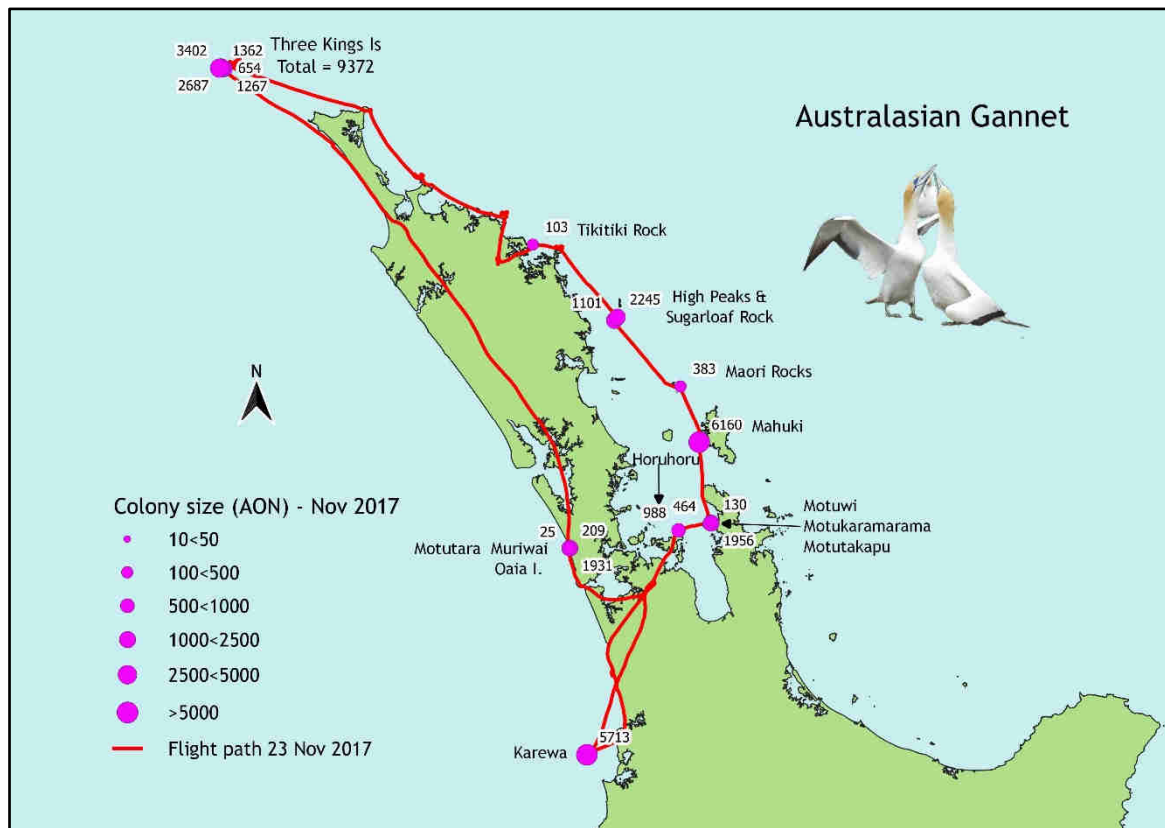 3402 1362
654
2687 1267
Three Kings Is
Total = 9372
Australasian Gannet
103 Tikitiki Rock
1101 2245 High Peaks &
Sugarloaf Rock
383 Maori Rocks
N
6160 Mahuki
Horuhoru
988 464 130
1956
Motuwi
Motukaramarama
Motutakapu
25 209
Motutara Muriwai
Oaia I. 1931
5713
Karewa
Colony size (AON) - Nov 2017
10<50
100<500
500<1000
1000<2500
2500<5000
>5000
Flight path 23 Nov 2017